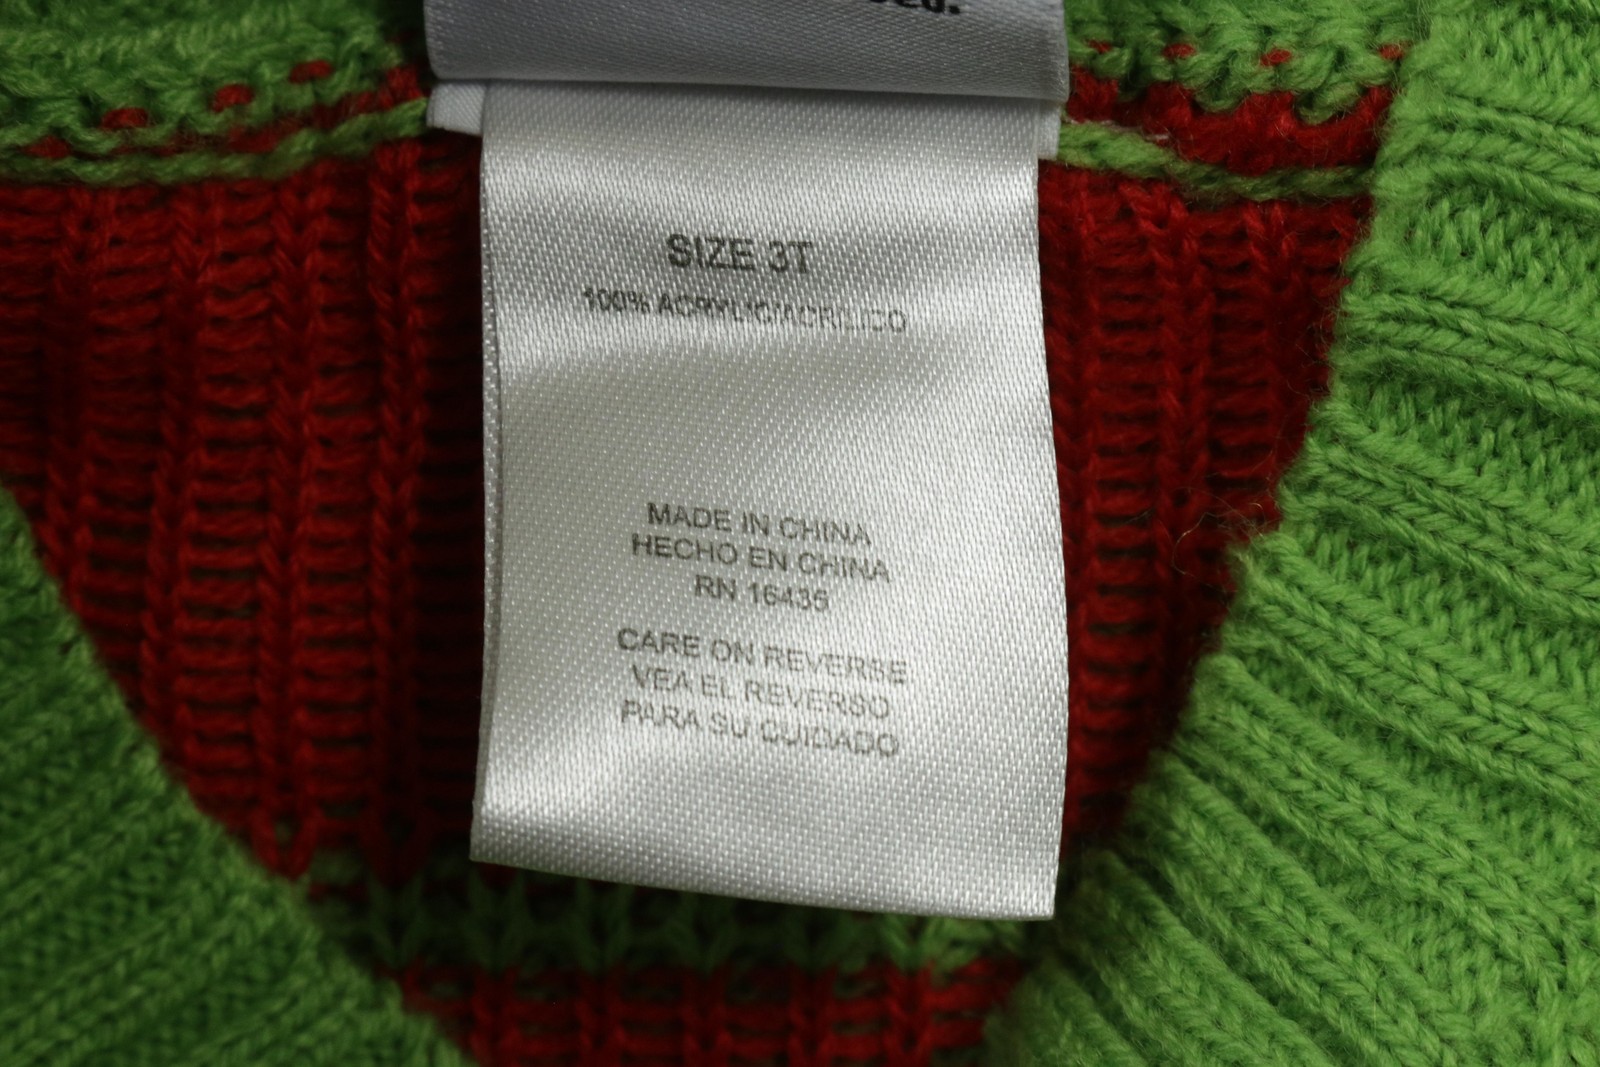 SIZE 3T
100% ACRYLIC/ACRILICO
MADE IN CHINA
HECHO EN CHINA
RN 16435
CARE ON REVERSE
VEA EL REVERSO
PARA SU CUIDADO